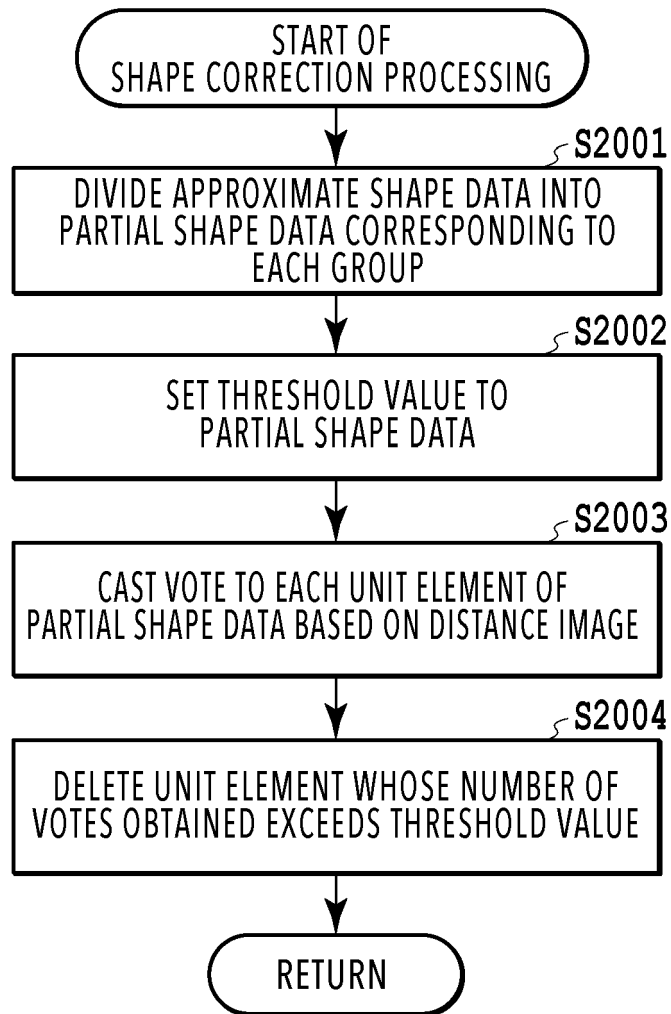 START OF
SHAPE CORRECTION PROCESSING
S2001
DIVIDE APPROXIMATE SHAPE DATA INTO
PARTIAL SHAPE DATA CORRESPONDING TO
EACH GROUP
S2002
SET THRESHOLD VALUE TO
PARTIAL SHAPE DATA
S2003
CAST VOTE TO EACH UNIT ELEMENT OF
PARTIAL SHAPE DATA BASED ON DISTANCE IMAGE
S2004
DELETE UNIT ELEMENT WHOSE NUMBER OF
VOTES OBTAINED EXCEEDS THRESHOLD VALUE
RETURN